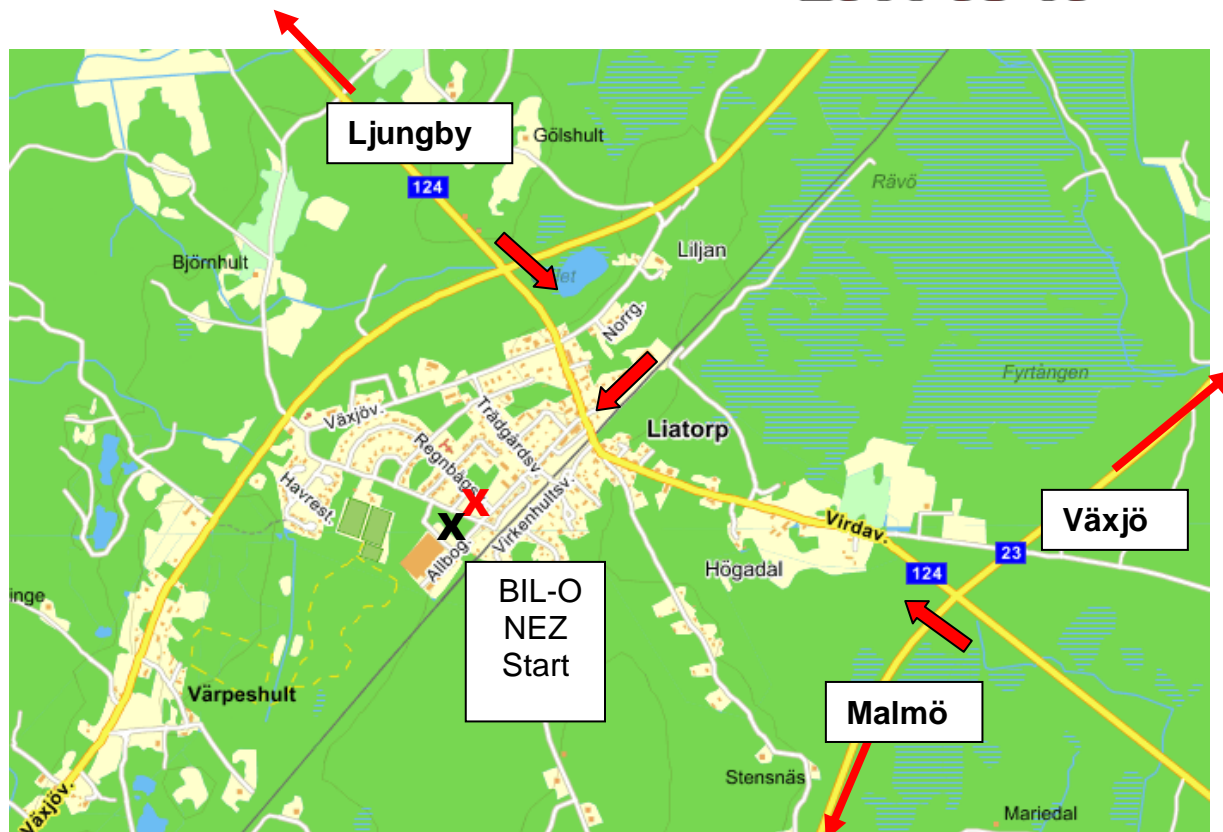 Ljungby
Gölshult
124
Rävö
Liljan
Björnhult
Norrg.
Fyrtången
Växjöv.
Trädgårdsv.
Liatorp
Regnbågs
Havrest.
X
X
Virkenhultsv.
Allbog.
Virdav.
Växjö
23
Högadal
124
inge
BIL-O
NEZ
Start
Värpeshult
Malmö
Stensnäs
Växjöv.
Mariedal